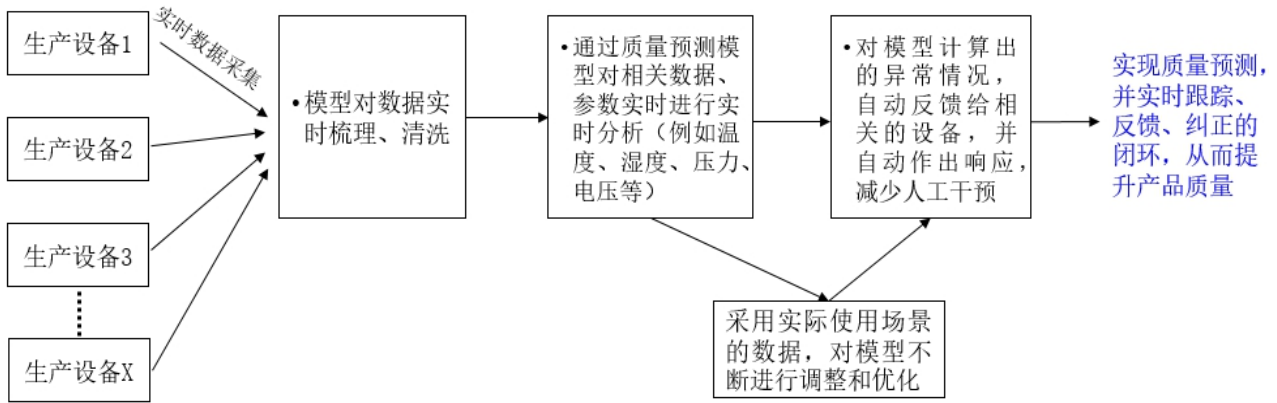 生产设备1
实时数据采集
生产设备2
生产设备3
生产设备X
•模型对数据实
时梳理、清洗
•通过质量预测模
型对相关数据、
参数实时进行实
时分析（例如温
度、湿度、压力、
电压等）
•对模型计算出
的异常情况，
自动反馈给相
关的设备，并
自动作出响应，
减少人工干预
采用实际使用场景
的数据，对模型不
断进行调整和优化
实现质量预测，
并实时跟踪、
反馈、纠正的
闭环，从而提
升产品质量